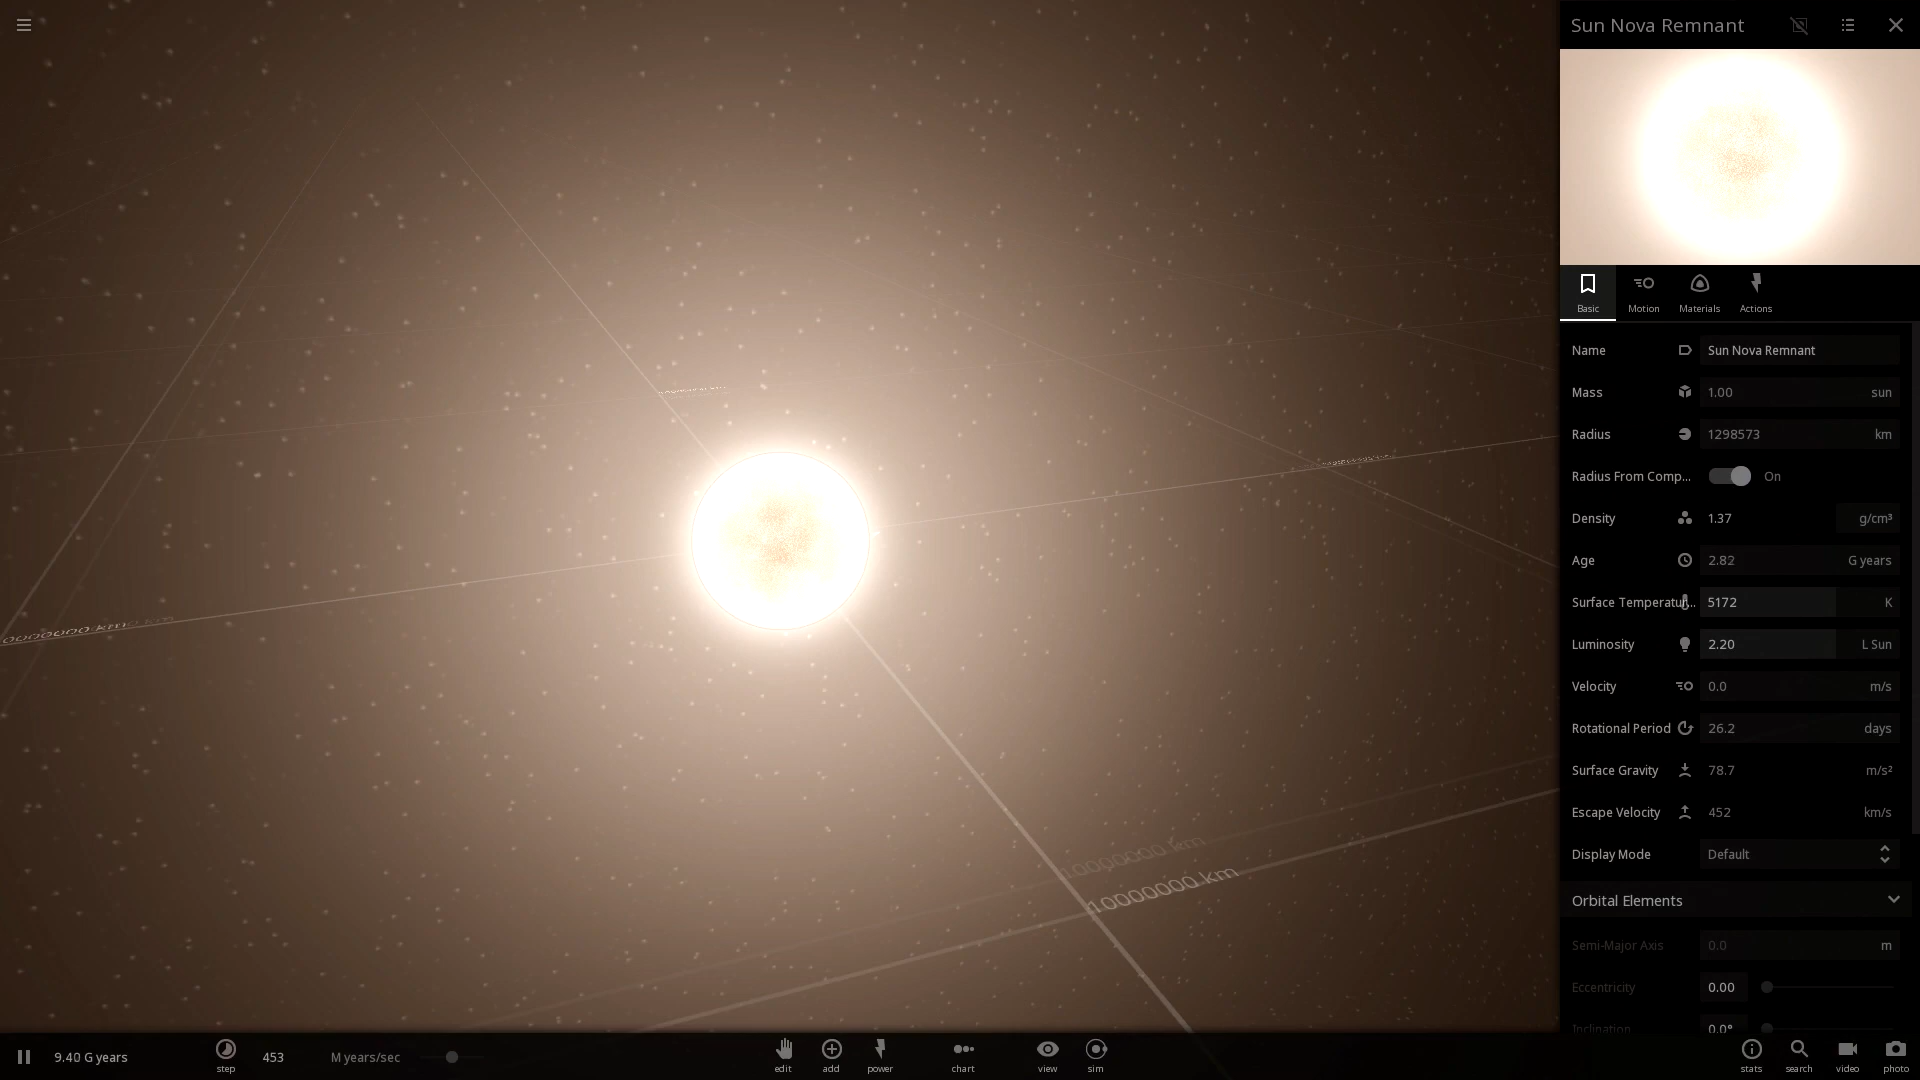 Sun Nova Remnant
Basic
Motion
Materials
Actions
Name Sun Nova Remnant
Mass 1.00 sun
Radius 1298573 km
Radius From Comp... On
Density 1.37 g/cm³
Age 2.82 G years
Surface Temperatur... 5172 K
Luminosity 2.20 L Sun
Velocity 0.0 m/s
Rotational Period 26.2 days
Surface Gravity 78.7 m/s²
Escape Velocity 452 km/s
Display Mode Default
Orbital Elements
Semi-Major Axis 0.0 m
Eccentricity 0.00
Inclination 0.0°
10000000 km
10000000 km
9.40 G years
step
453 M years/sec
edit
add
power
chart
view
sim
stats
search
video
photo